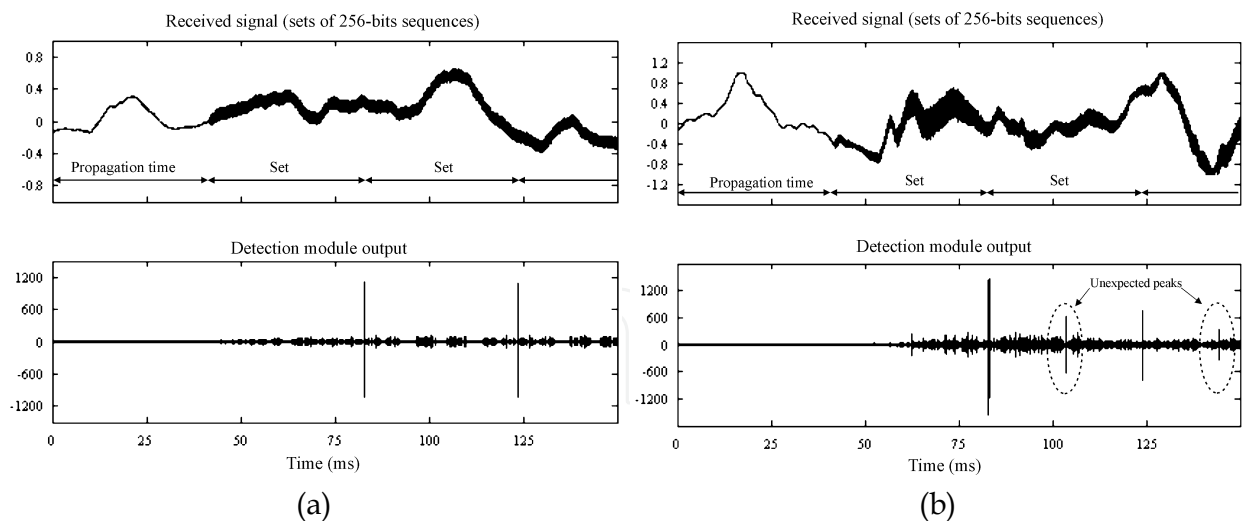 Received signal (sets of 256-bits sequences)
0.8
0.4
0
-0.4
-0.8
Propagation time
Set
Set
Detection module output
1200
600
0
-600
-1200
0
25
50
75
100
125
Time (ms)
(a)
Received signal (sets of 256-bits sequences)
1.2
0.8
0.4
0
-0.4
-0.8
-1.2
Propagation time
Set
Set
Detection module output
1200
600
0
-600
-1200
Unexpected peaks
0
25
50
75
100
125
Time (ms)
(b)